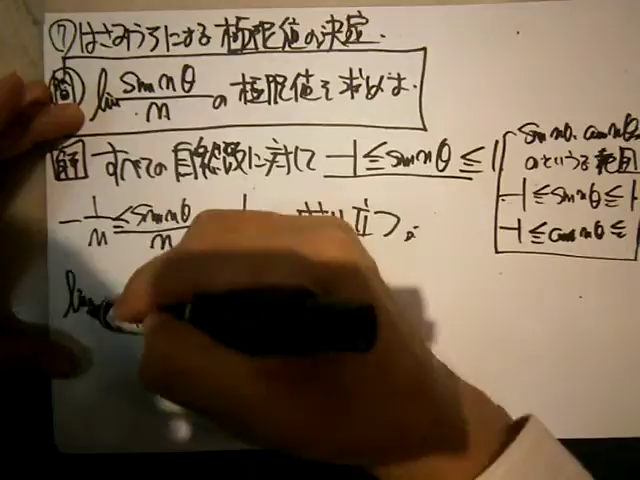 ⑦はさみうちによる極限値の決定.
問 lim sin nθ/n の極限値を求めよ.
解 すべての自然数に対して -1≦sin nθ≦1
sin nθ, cos nθ
のとりうる範囲
-1≦sin nθ≦1
-1≦cos nθ≦
-1/n≦sin nθ/n 1 立つ。
lim